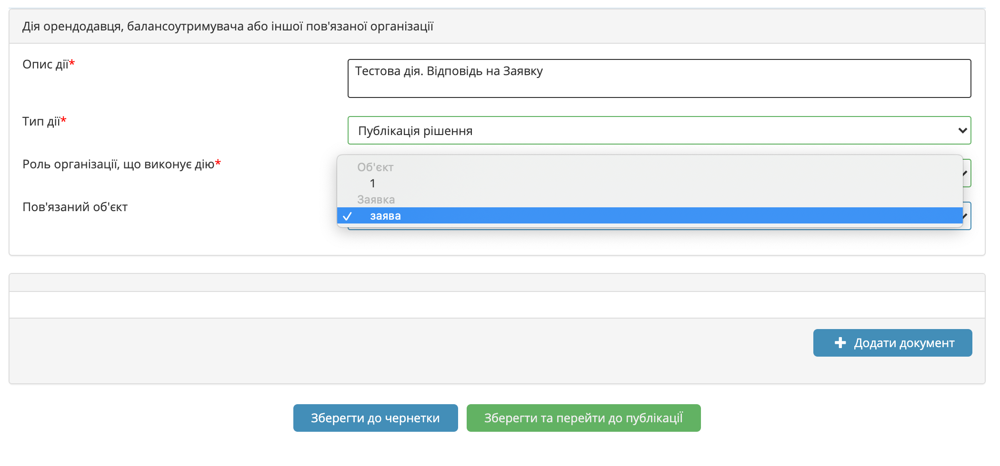 Дія орендодавця, балансоутримувача або іншої пов'язаної організації
Опис дії*
Тестова дія. Відповідь на Заявку
Тип дії*
Публікація рішення
Роль організації, що виконує дію*
Об'єкт
1
Заявка
Пов'язаний об'єкт
заява
Додати документ
Зберегти до чернетки
Зберегти та перейти до публікаціЇ